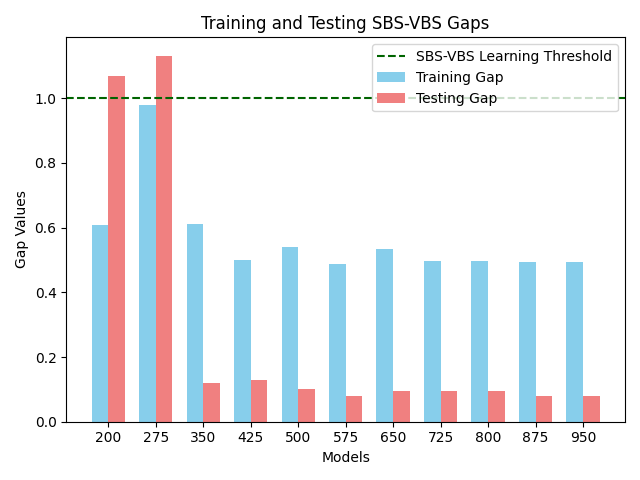 Training and Testing SBS-VBS Gaps
SBS-VBS Learning Threshold
Training Gap
Testing Gap
Gap Values
1.0
0.8
0.6
0.4
0.2
0.0
200 275 350 425 500 575 650 725 800 875 950
Models